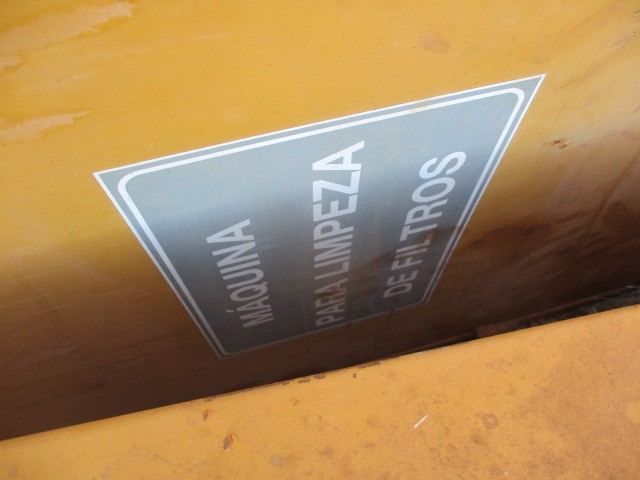 MÁQUINA
PARA LIMPEZA
DE FILTROS